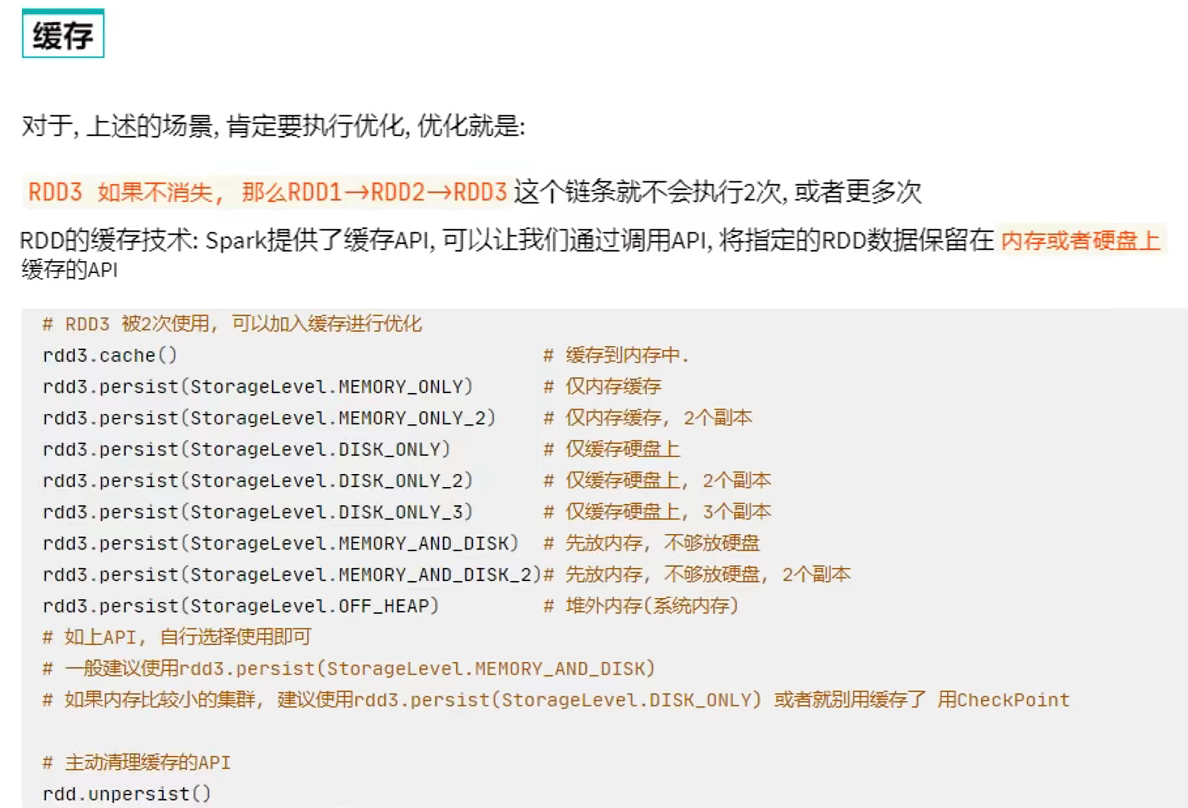 缓存
对于, 上述的场景, 肯定要执行优化, 优化就是:
RDD3 如果不消失, 那么RDD1→RDD2→RDD3 这个链条就不会执行2次, 或者更多次
RDD的缓存技术: Spark提供了缓存API, 可以让我们通过调用API, 将指定的RDD数据保留在 内存或者硬盘上
缓存的API
# RDD3 被2次使用, 可以加入缓存进行优化
rdd3.cache() # 缓存到内存中.
rdd3.persist(StorageLevel.MEMORY_ONLY) # 仅内存缓存
rdd3.persist(StorageLevel.MEMORY_ONLY_2) # 仅内存缓存, 2个副本
rdd3.persist(StorageLevel.DISK_ONLY) # 仅缓存硬盘上
rdd3.persist(StorageLevel.DISK_ONLY_2) # 仅缓存硬盘上, 2个副本
rdd3.persist(StorageLevel.DISK_ONLY_3) # 仅缓存硬盘上, 3个副本
rdd3.persist(StorageLevel.MEMORY_AND_DISK) # 先放内存, 不够放硬盘
rdd3.persist(StorageLevel.MEMORY_AND_DISK_2)# 先放内存, 不够放硬盘, 2个副本
rdd3.persist(StorageLevel.OFF_HEAP) # 堆外内存(系统内存)
# 如上API, 自行选择使用即可
# 一般建议使用rdd3.persist(StorageLevel.MEMORY_AND_DISK)
# 如果内存比较小的集群, 建议使用rdd3.persist(StorageLevel.DISK_ONLY) 或者就别用缓存了 用CheckPoint
# 主动清理缓存的API
rdd.unpersist()